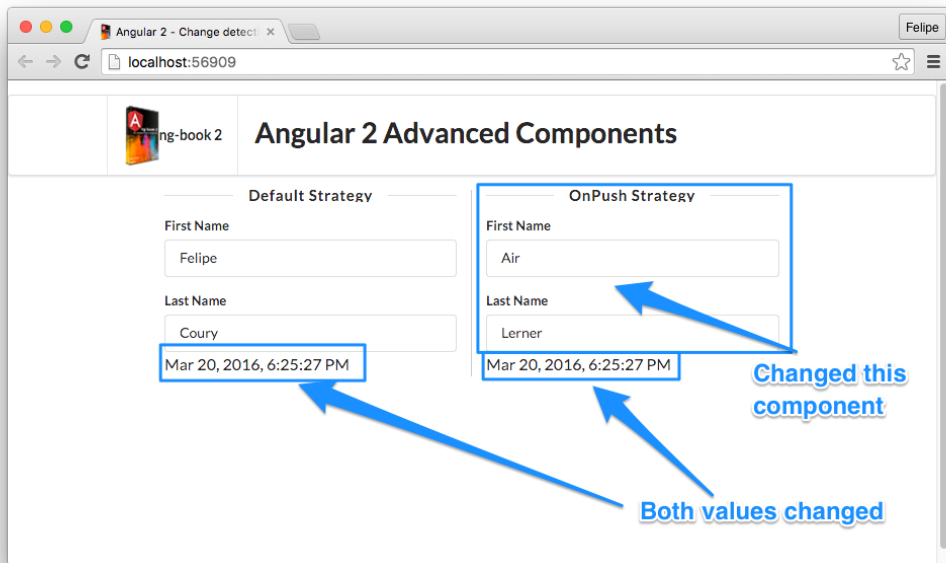 Angular 2 - Change detecti
Felipe
localhost:56909
ng-book 2
Angular 2 Advanced Components
Default Strategy
First Name
Felipe
Last Name
Coury
Mar 20, 2016, 6:25:27 PM
OnPush Strategy
First Name
Air
Last Name
Lerner
Mar 20, 2016, 6:25:27 PM
Changed this
component
Both values changed